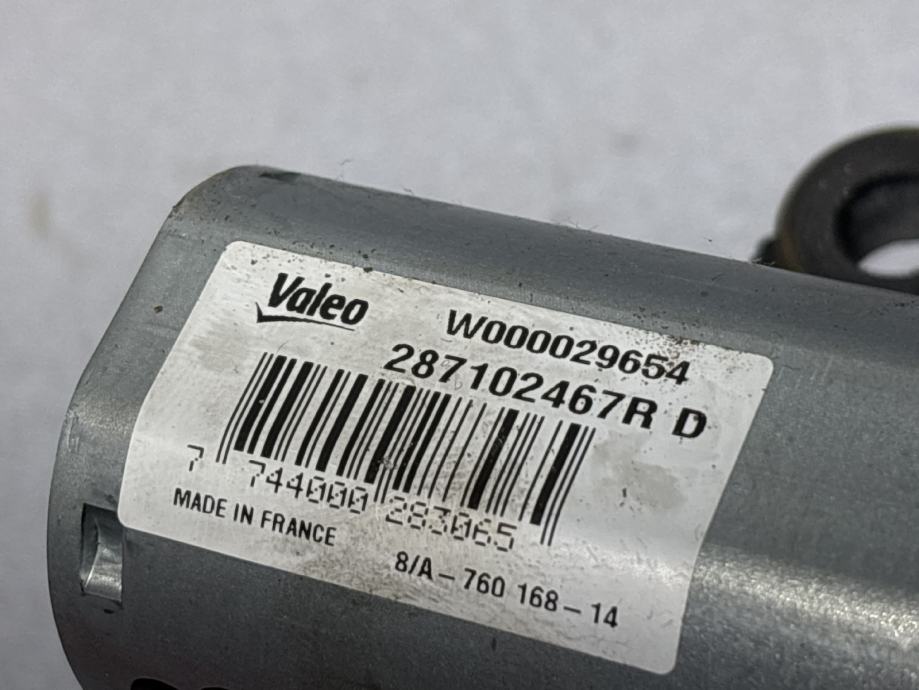 Valeo W000029654
287102467R D
7 744000 283065
MADE IN FRANCE
8/A - 760 168 - 14